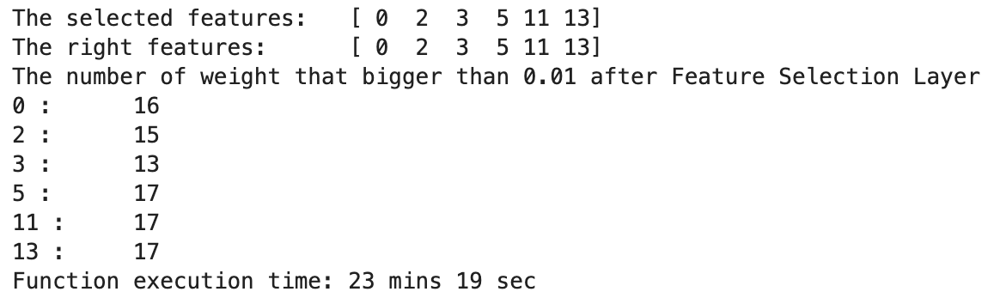 The selected features:   [ 0  2  3  5 11 13]
The right features:      [ 0  2  3  5 11 13]
The number of weight that bigger than 0.01 after Feature Selection Layer
0 :      16
2 :      15
3 :      13
5 :      17
11 :     17
13 :     17
Function execution time: 23 mins 19 sec